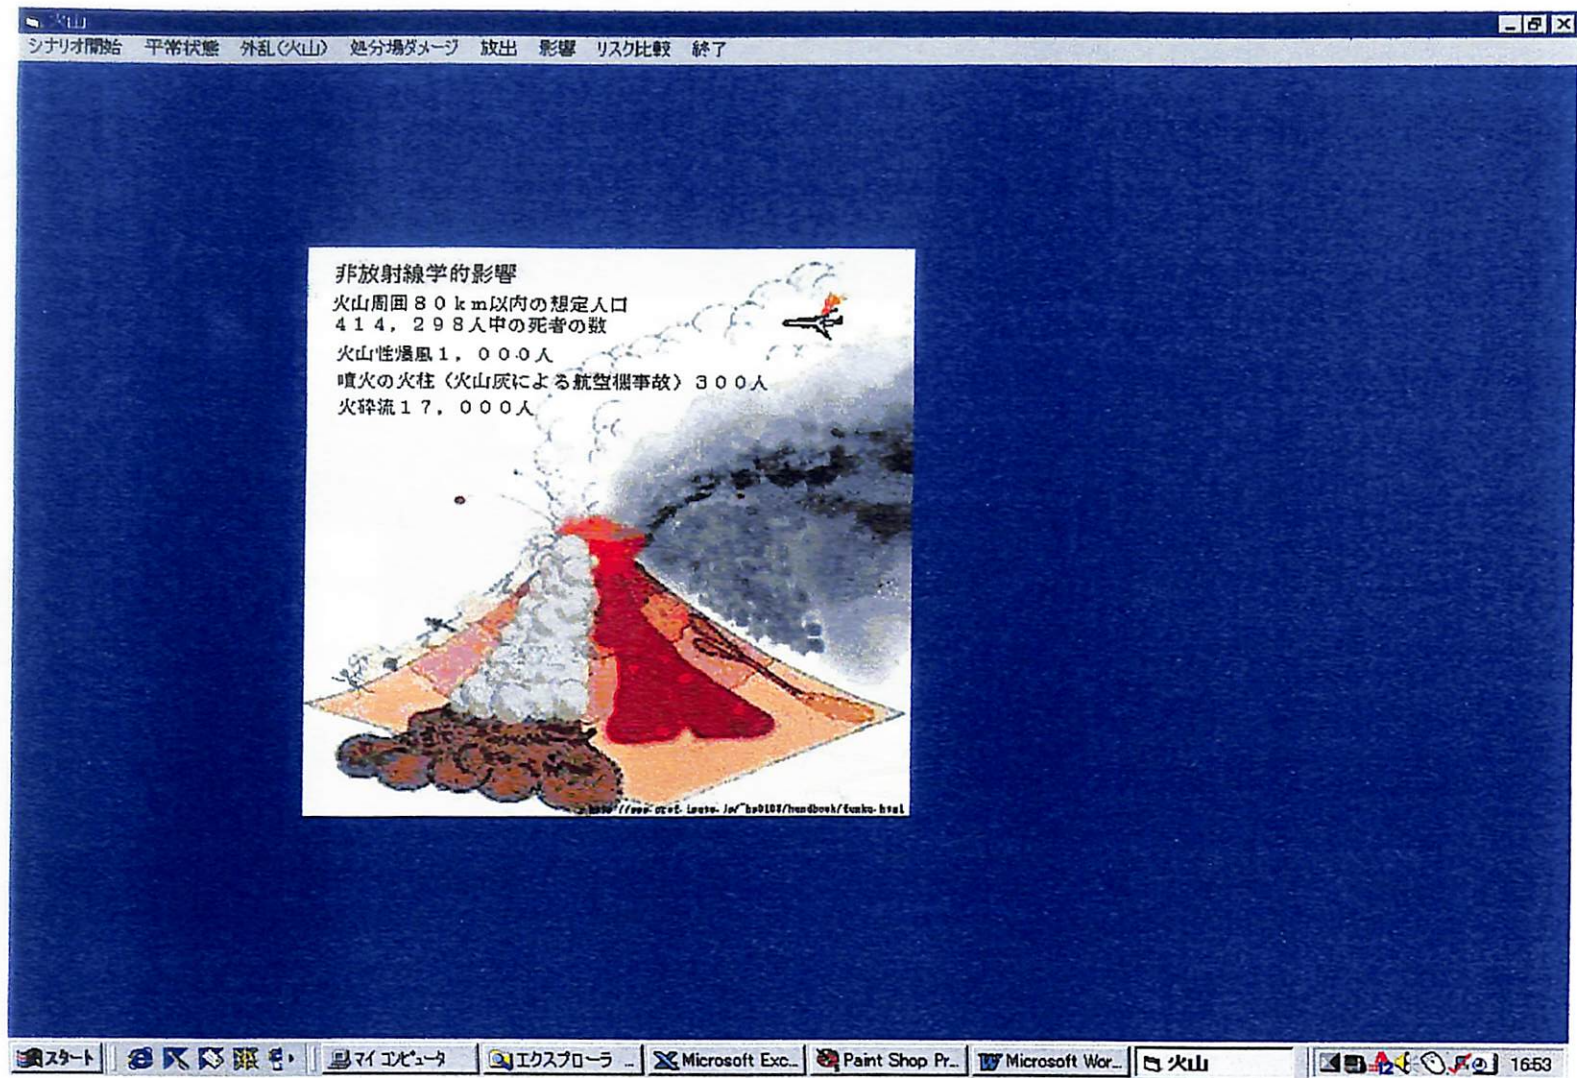 火山
シナリオ開始 平常状態 外乱(火山) 処分場ダメージ 放出 影響 リスク比較 終了
非放射線学的影響
火山周囲80km以内の想定人口
414,298人中の死者の数
火山性爆風1,000人
噴火の火柱(火山灰による航空機事故)300人
火砕流17,000人
スタート マイ コンピュータ エクスプローラ … Microsoft Exc... Paint Shop Pr... Microsoft Wor... 火山 16:53